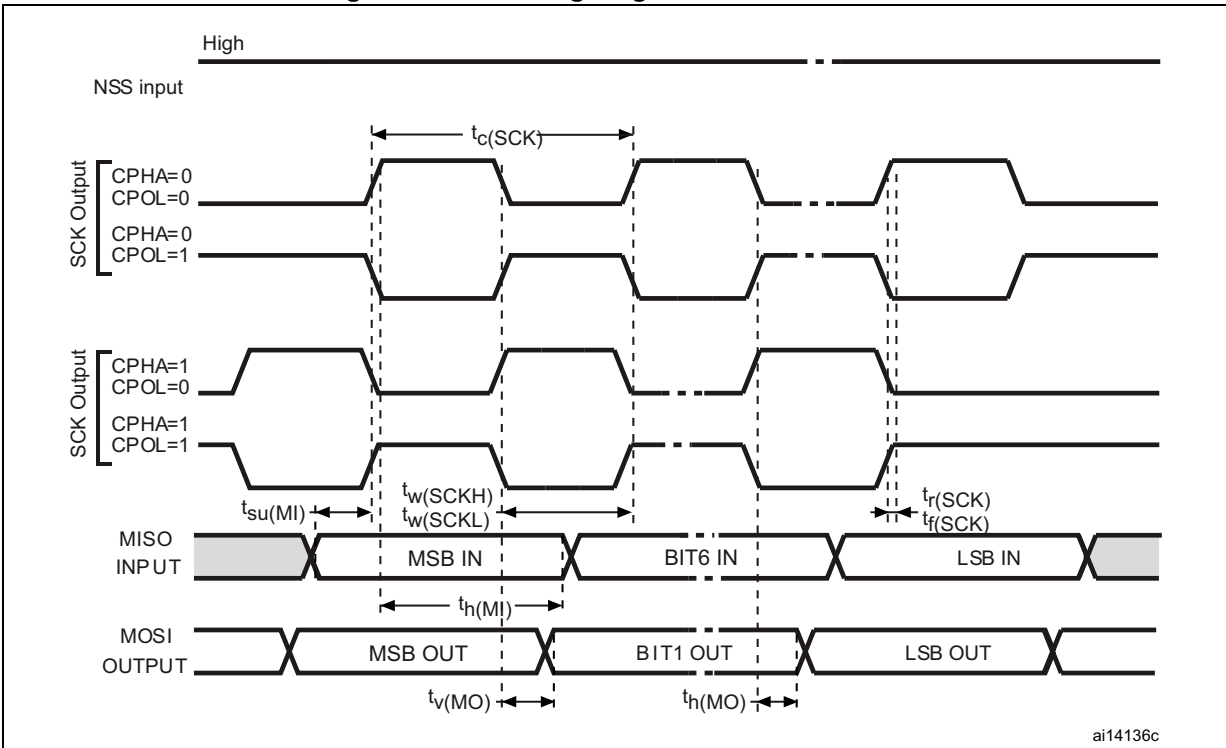 High
NSS input
tc(SCK)
SCK Output
CPHA=0
CPOL=0
CPHA=0
CPOL=1
SCK Output
CPHA=1
CPOL=0
CPHA=1
CPOL=1
tsu(MI)
tw(SCKH)
tw(SCKL)
tr(SCK)
tf(SCK)
MISO
INPUT
MSB IN
BIT6 IN
LSB IN
th(MI)
MOSI
OUTPUT
MSB OUT
BIT1 OUT
LSB OUT
tv(MO)
th(MO)
ai14136c